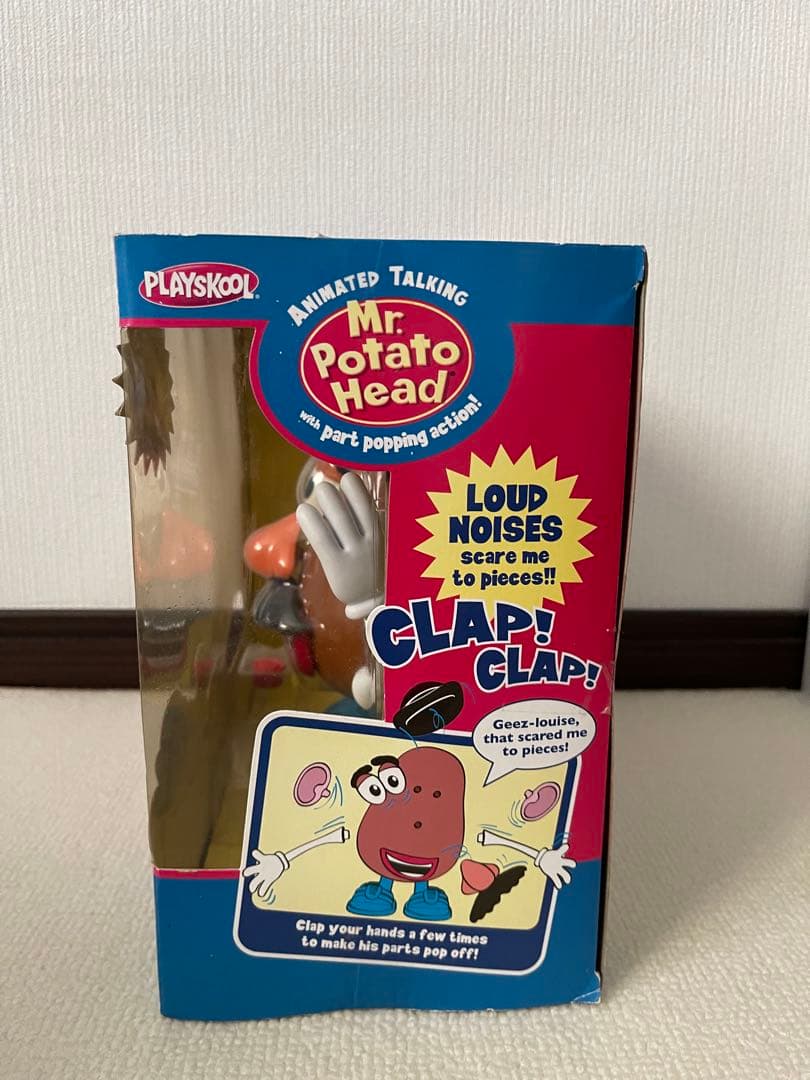 PLAYSKOOL®
ANIMATED TALKING
Mr.
Potato
Head®
with part popping action!
LOUD
NOISES
scare me
to pieces!!
CLAP!
CLAP!
Geez-louise,
that scared me
to pieces!
Clap your hands a few times
to make his parts pop off!